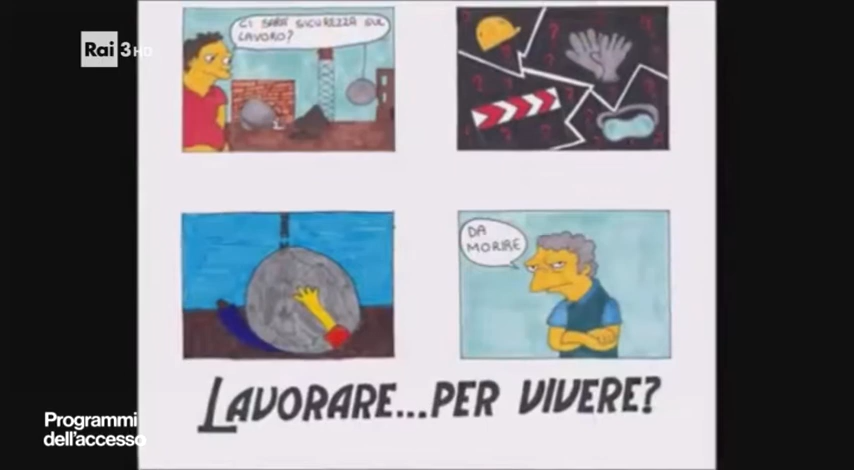 Rai 3 HD
CI SARÀ SICUREZZA SUL
LAVORO?
DA
MORIRE
LAVORARE...PER VIVERE?
Programmi
dell'accesso